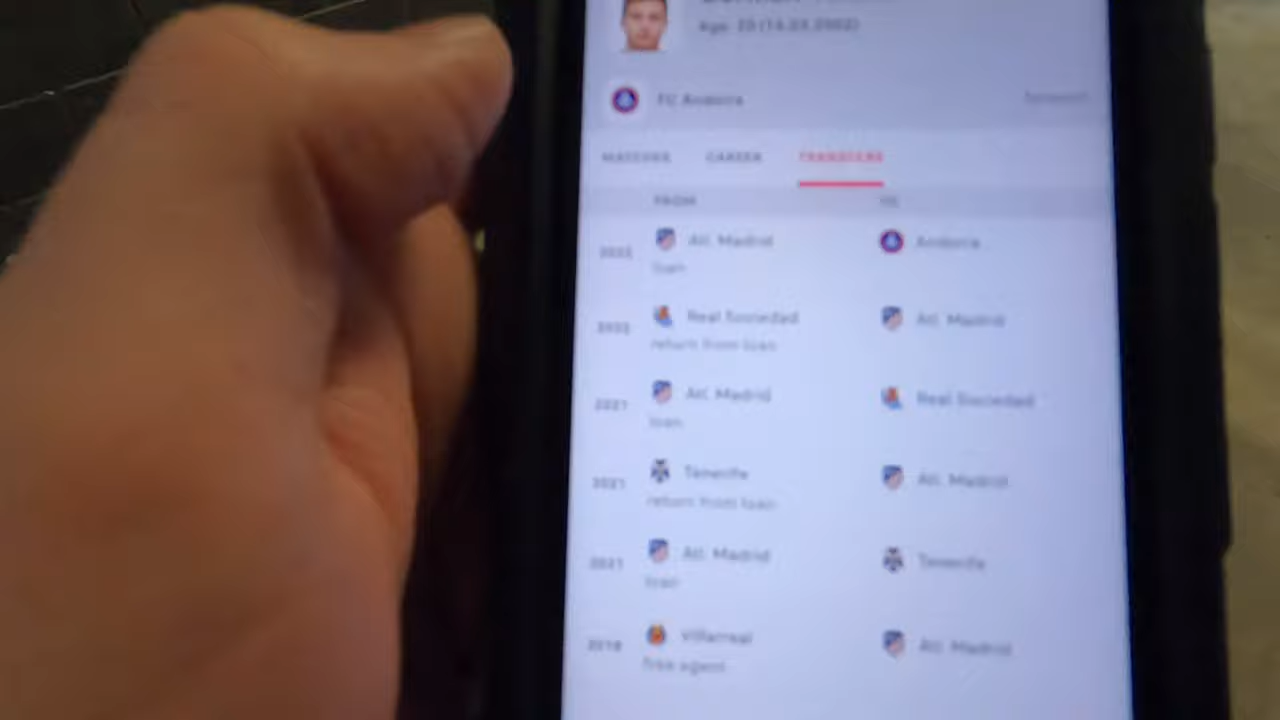 FC Andorra
MATCHES CAREER TRANSFERS
FROM TO
2022 Atl. Madrid Andorra
loan
2022 Real Sociedad Atl. Madrid
return from loan
2021 Atl. Madrid Real Sociedad
loan
2021 Tenerife Atl. Madrid
return from loan
2021 Atl. Madrid Tenerife
loan
2018 Villarreal Atl. Madrid
free agent